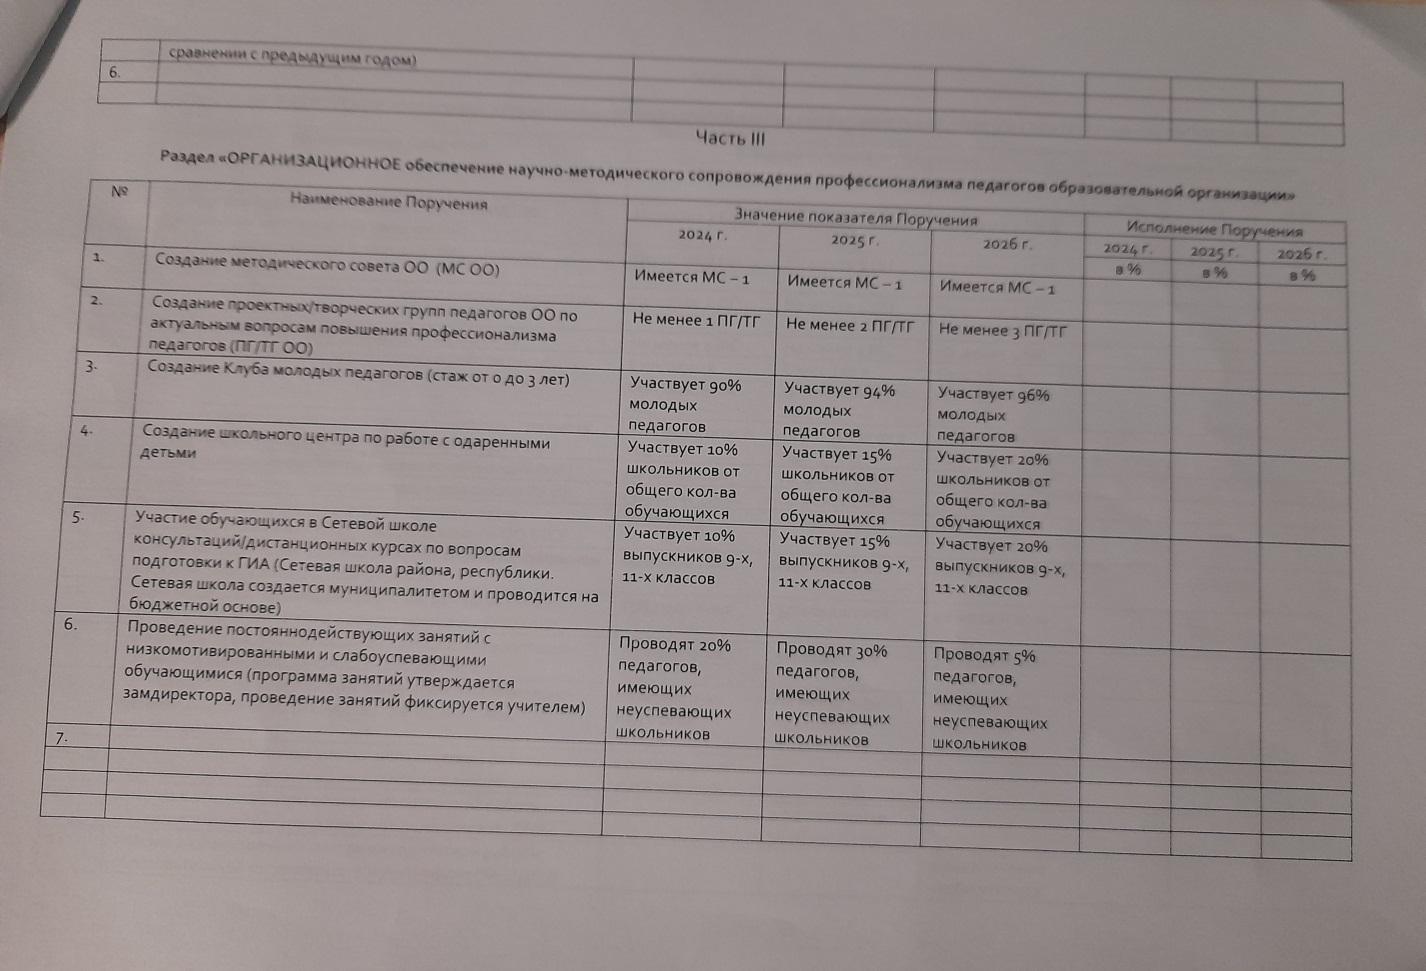 сравнении с предыдущим годом)
6.
Часть III
Раздел «ОРГАНИЗАЦИОННОЕ обеспечение научно-методического сопровождения профессионализма педагогов образовательной организации»
№ Наименование Поручения Значение показателя Поручения Исполнение Поручения
2024 г. 2025 г. 2026 г. 2024 г. 2025 г. 2026 г.
в % в % в %
1. Создание методического совета ОО (МС ОО) Имеется МС – 1 Имеется МС – 1 Имеется МС – 1
2. Создание проектных/творческих групп педагогов ОО по
актуальным вопросам повышения профессионализма
педагогов (ПГ/ТГ ОО)
Не менее 1 ПГ/ТГ Не менее 2 ПГ/ТГ Не менее 3 ПГ/ТГ
3. Создание Клуба молодых педагогов (стаж от 0 до 3 лет)
Участвует 90%
молодых
педагогов
Участвует 94%
молодых
педагогов
Участвует 96%
молодых
педагогов
4. Создание школьного центра по работе с одаренными
детьми
Участвует 10%
школьников от
общего кол-ва
обучающихся
Участвует 15%
школьников от
общего кол-ва
обучающихся
Участвует 20%
школьников от
общего кол-ва
обучающихся
5. Участие обучающихся в Сетевой школе
консультаций/дистанционных курсах по вопросам
подготовки к ГИА (Сетевая школа района, республики.
Сетевая школа создается муниципалитетом и проводится на
бюджетной основе)
Участвует 10%
выпускников 9-х,
11-х классов
Участвует 15%
выпускников 9-х,
11-х классов
Участвует 20%
выпускников 9-х,
11-х классов
6. Проведение постояннодействующих занятий с
низкомотивированными и слабоуспевающими
обучающимися (программа занятий утверждается
замдиректора, проведение занятий фиксируется учителем)
Проводят 20%
педагогов,
имеющих
неуспевающих
школьников
Проводят 30%
педагогов,
имеющих
неуспевающих
школьников
Проводят 5%
педагогов,
имеющих
неуспевающих
школьников
7.